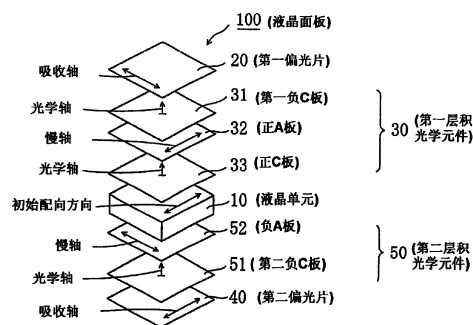 100 (液晶面板)
吸收轴 20 (第一偏光片)
光学轴 31 (第一负C板)
慢轴 32 (正A板) 30 (第一层积光学元件)
光学轴 33 (正C板)
初始配向方向 10 (液晶单元)
慢轴 52 (负A板)
光学轴 51 (第二负C板) 50 (第二层积光学元件)
吸收轴 40 (第二偏光片)